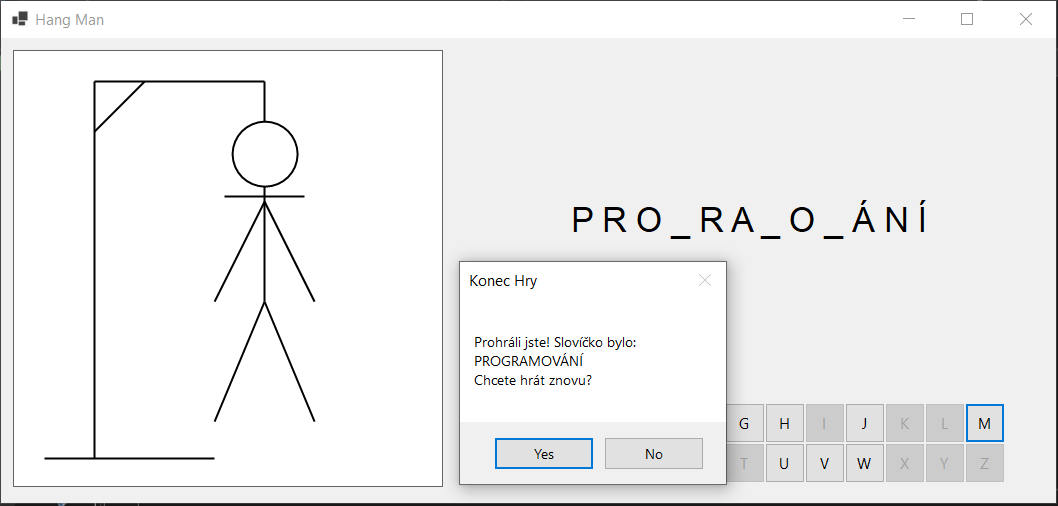 Hang Man
P R O _ R A _ O _ Á N Í
Konec Hry
Prohráli jste! Slovíčko bylo:
PROGRAMOVÁNÍ
Chcete hrát znovu?
Yes No
G H I J K L M
T U V W X Y Z